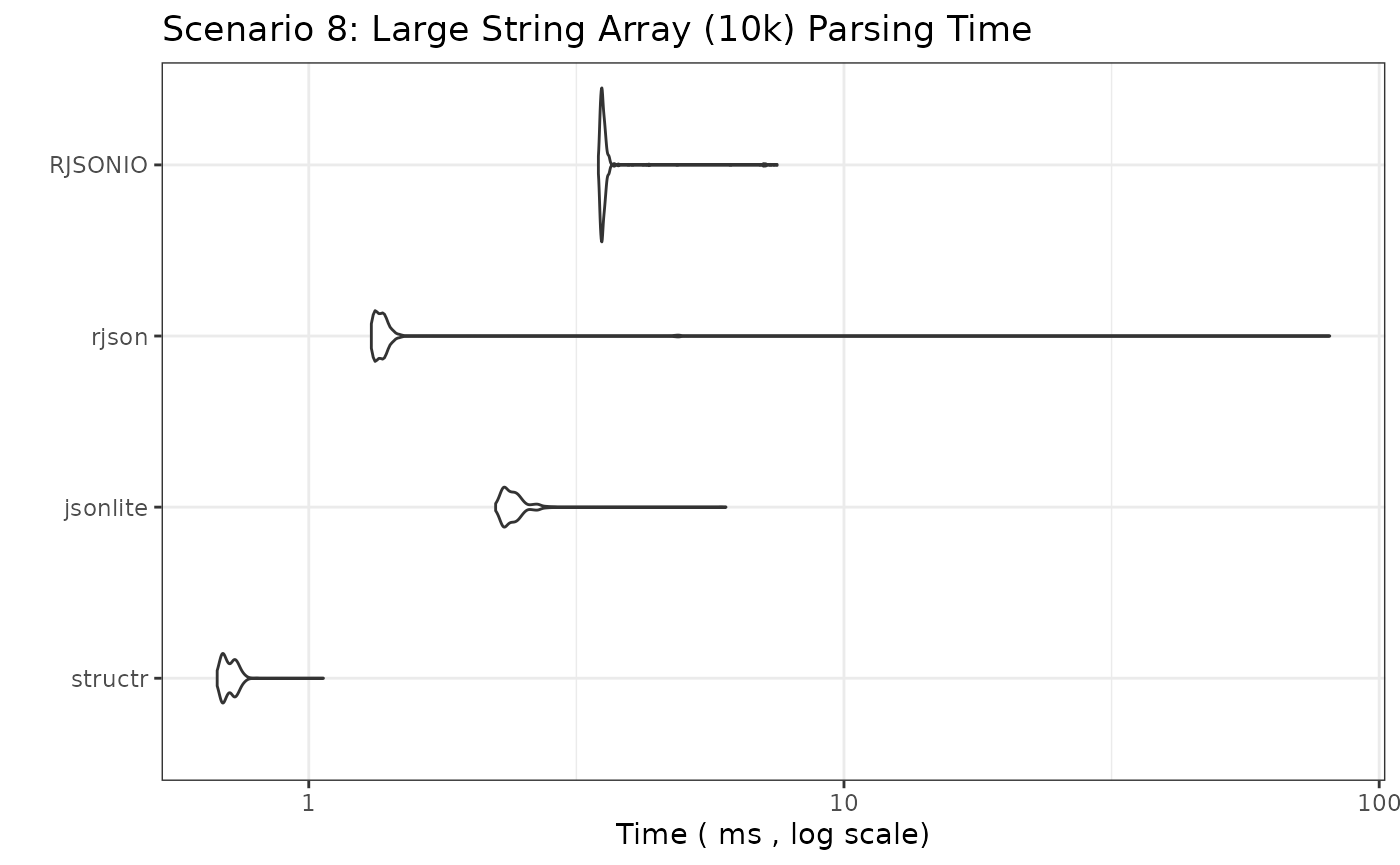 Scenario 8: Large String Array (10k) Parsing Time
RJSONIO
rjson
jsonlite
structr
1 10 100
Time ( ms , log scale)